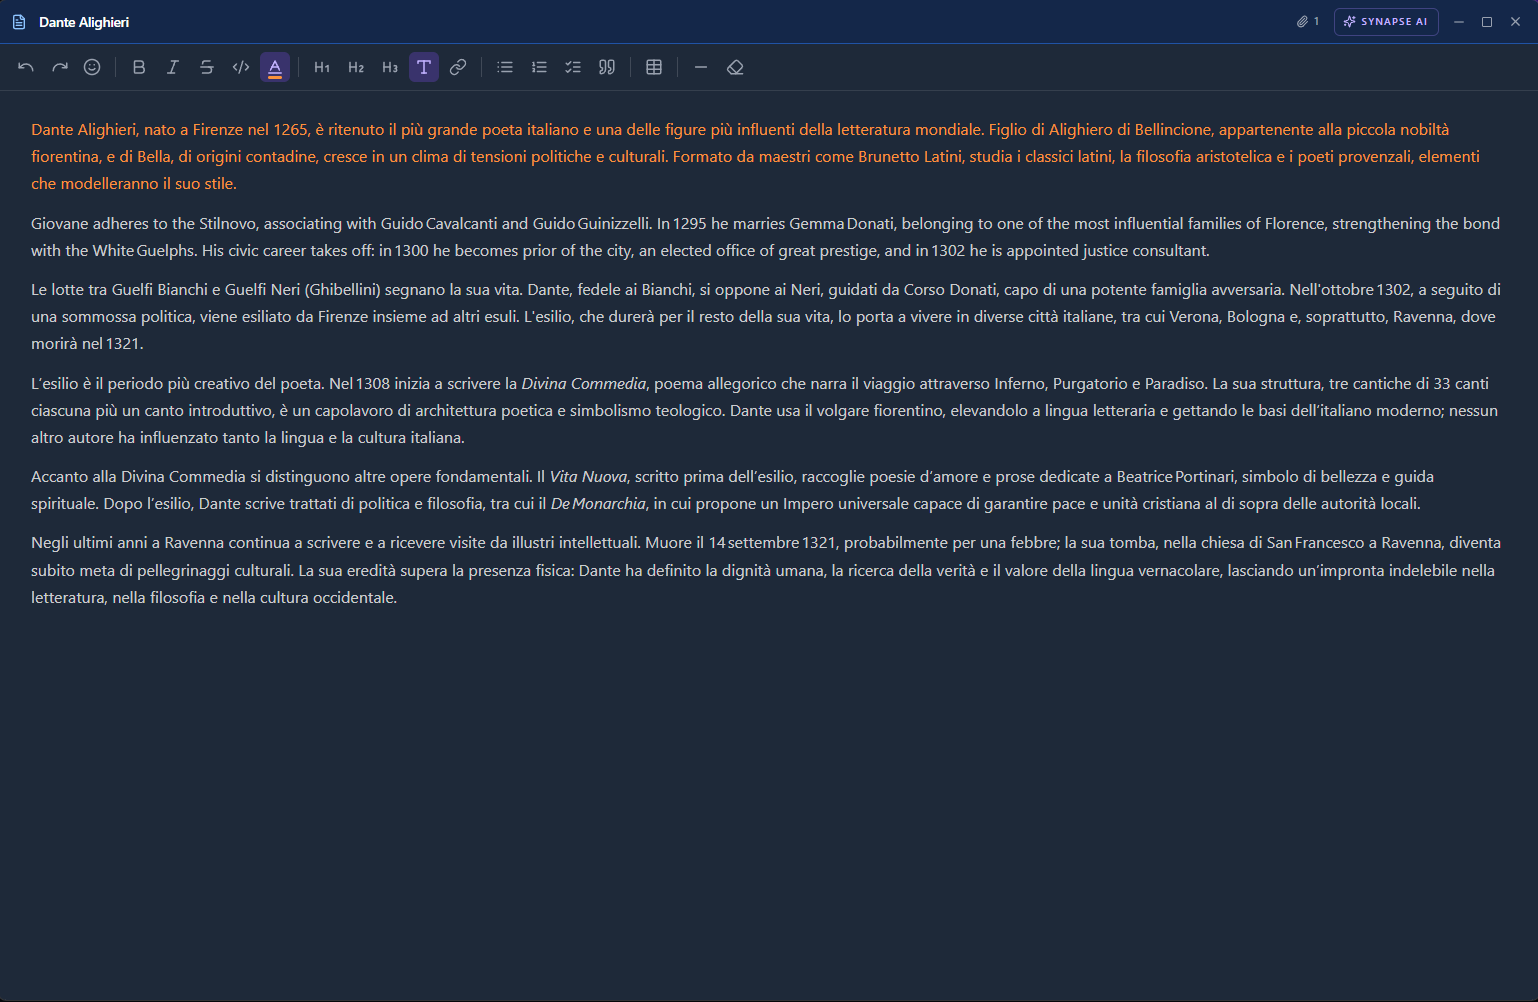 Dante Alighieri
1
SYNAPSE AI
B I S </> A H1 H2 H3 T
Dante Alighieri, nato a Firenze nel 1265, è ritenuto il più grande poeta italiano e una delle figure più influenti della letteratura mondiale. Figlio di Alighiero di Bellincione, appartenente alla piccola nobiltà
fiorentina, e di Bella, di origini contadine, cresce in un clima di tensioni politiche e culturali. Formato da maestri come Brunetto Latini, studia i classici latini, la filosofia aristotelica e i poeti provenzali, elementi
che modelleranno il suo stile.
Giovane adheres to the Stilnovo, associating with Guido Cavalcanti and Guido Guinizzelli. In 1295 he marries Gemma Donati, belonging to one of the most influential families of Florence, strengthening the bond
with the White Guelphs. His civic career takes off: in 1300 he becomes prior of the city, an elected office of great prestige, and in 1302 he is appointed justice consultant.
Le lotte tra Guelfi Bianchi e Guelfi Neri (Ghibellini) segnano la sua vita. Dante, fedele ai Bianchi, si oppone ai Neri, guidati da Corso Donati, capo di una potente famiglia avversaria. Nell'ottobre 1302, a seguito di
una sommossa politica, viene esiliato da Firenze insieme ad altri esuli. L'esilio, che durerà per il resto della sua vita, lo porta a vivere in diverse città italiane, tra cui Verona, Bologna e, soprattutto, Ravenna, dove
morirà nel 1321.
L’esilio è il periodo più creativo del poeta. Nel 1308 inizia a scrivere la Divina Commedia, poema allegorico che narra il viaggio attraverso Inferno, Purgatorio e Paradiso. La sua struttura, tre cantiche di 33 canti
ciascuna più un canto introduttivo, è un capolavoro di architettura poetica e simbolismo teologico. Dante usa il volgare fiorentino, elevandolo a lingua letteraria e gettando le basi dell’italiano moderno; nessun
altro autore ha influenzato tanto la lingua e la cultura italiana.
Accanto alla Divina Commedia si distinguono altre opere fondamentali. Il Vita Nuova, scritto prima dell’esilio, raccoglie poesie d’amore e prose dedicate a Beatrice Portinari, simbolo di bellezza e guida
spirituale. Dopo l’esilio, Dante scrive trattati di politica e filosofia, tra cui il De Monarchia, in cui propone un Impero universale capace di garantire pace e unità cristiana al di sopra delle autorità locali.
Negli ultimi anni a Ravenna continua a scrivere e a ricevere visite da illustri intellettuali. Muore il 14 settembre 1321, probabilmente per una febbre; la sua tomba, nella chiesa di San Francesco a Ravenna, diventa
subito meta di pellegrinaggi culturali. La sua eredità supera la presenza fisica: Dante ha definito la dignità umana, la ricerca della verità e il valore della lingua vernacolare, lasciando un’impronta indelebile nella
letteratura, nella filosofia e nella cultura occidentale.